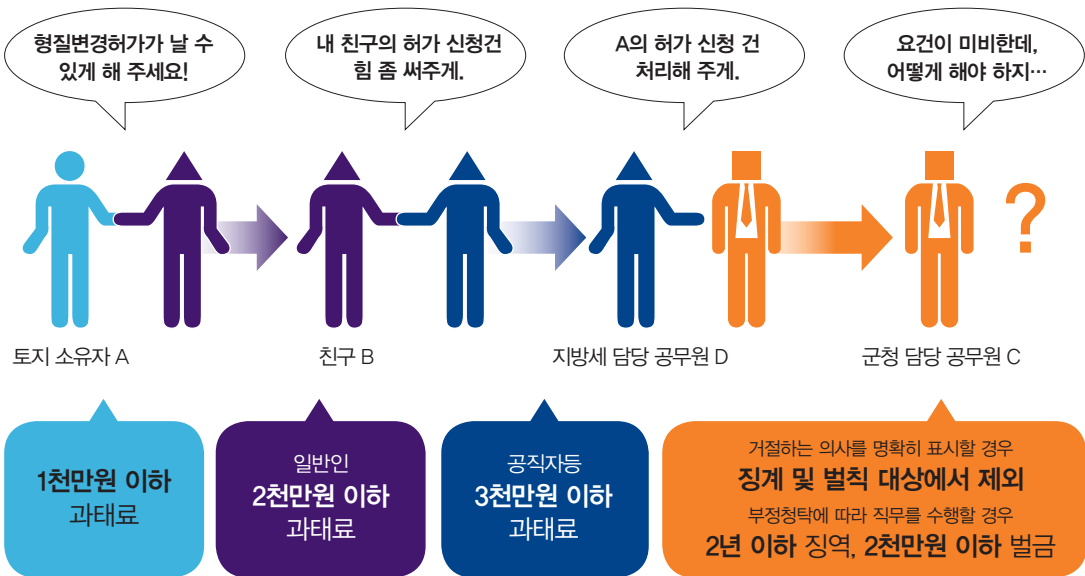 형질변경허가가 날 수
있게 해 주세요!
내 친구의 허가 신청건
힘 좀 써주게.
A의 허가 신청 건
처리해 주게.
요건이 미비한데,
어떻게 해야 하지…
?
토지 소유자 A
친구 B
지방세 담당 공무원 D
군청 담당 공무원 C
1천만원 이하
과태료
일반인
2천만원 이하
과태료
공직자등
3천만원 이하
과태료
거절하는 의사를 명확히 표시할 경우
징계 및 벌칙 대상에서 제외
부정청탁에 따라 직무를 수행할 경우
2년 이하 징역, 2천만원 이하 벌금